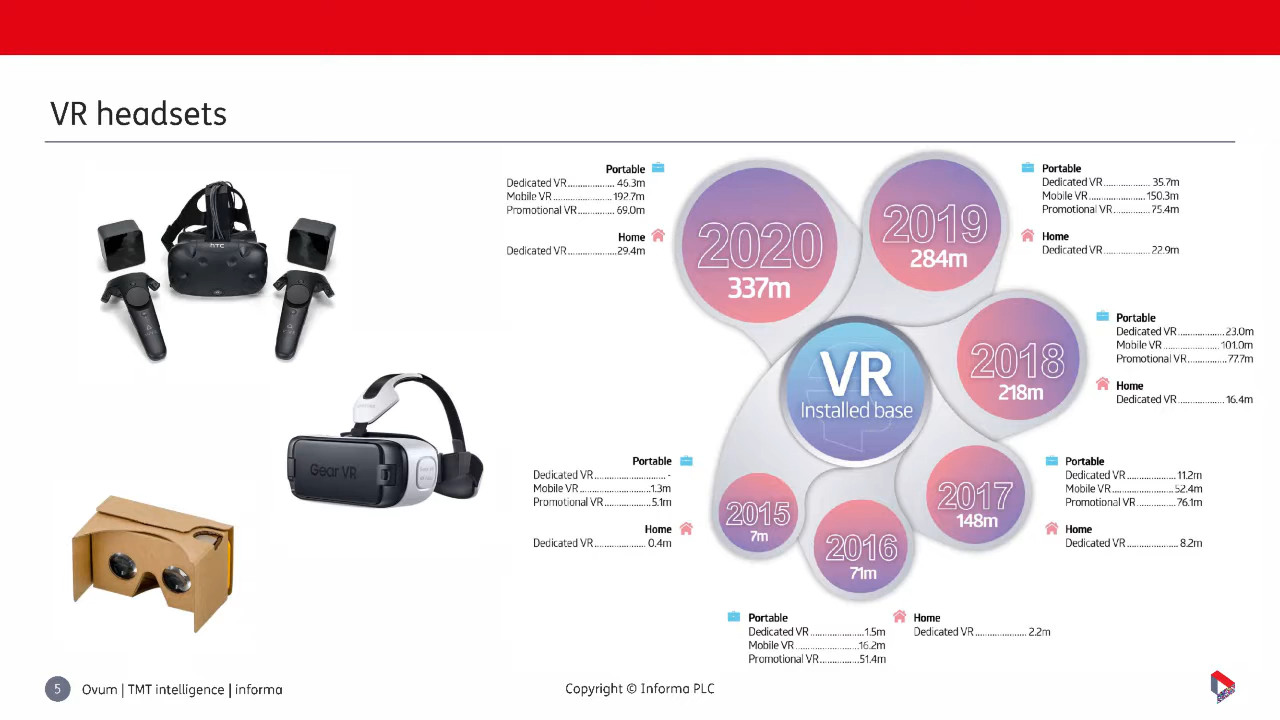 VR headsets
hTC
Gear VR
Portable
Dedicated VR.................. 46.3m
Mobile VR ....................192.7m
Promotional VR .............. 69.0m
Home
Dedicated VR..................29.4m
2020
337m
2019
284m
Portable
Dedicated VR .................. 35.7m
Mobile VR .....................150.3m
Promotional VR ..............75.4m
Home
Dedicated VR .................. 22.9m
Portable
Dedicated VR ..................23.0m
Mobile VR .....................101.0m
Promotional VR...............77.7m
Home
Dedicated VR .................. 16.4m
2018
218m
VR
Installed base
Portable
Dedicated VR .......................... -
Mobile VR ..........................1.3m
Promotional VR ..................5.1m
Home
Dedicated VR .................... 0.4m
2015
7m
2016
71m
2017
148m
Portable
Dedicated VR .................... 11.2m
Mobile VR .......................52.4m
Promotional VR ............... 76.1m
Home
Dedicated VR .................... 8.2m
Portable
Dedicated VR .....................1.5m
Mobile VR ........................16.2m
Promotional VR...............51.4m
Home
Dedicated VR .................... 2.2m
5 Ovum | TMT intelligence | informa
Copyright © Informa PLC